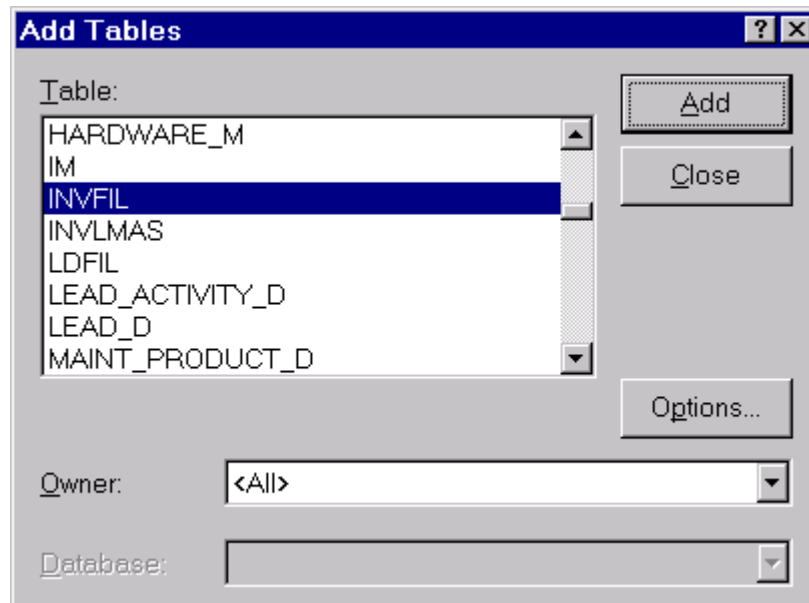 Add Tables
Table:
HARDWARE_M
IM
INVFIL
INVLMAS
LDFIL
LEAD_ACTIVITY_D
LEAD_D
MAINT_PRODUCT_D
Add
Close
Options...
Owner: <All>
Database: